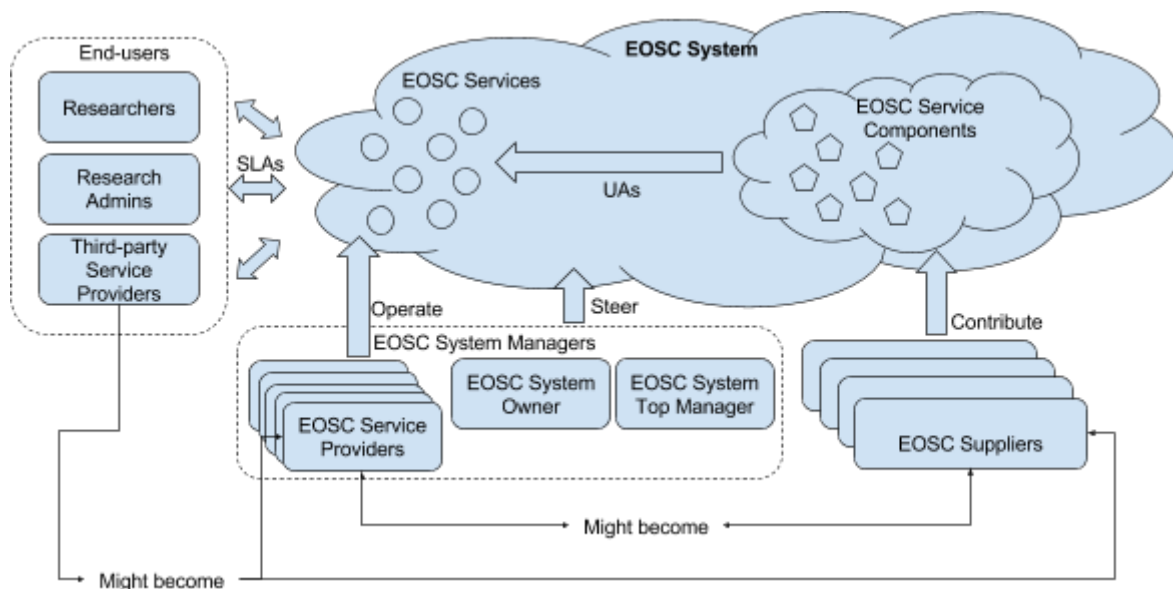 End-users
Researchers
Research
Admins
Third-party
Service
Providers
SLAs
EOSC System
EOSC Services
EOSC Service
Components
UAs
Operate
Steer
Contribute
EOSC System Managers
EOSC Service
Providers
EOSC System
Owner
EOSC System
Top Manager
EOSC Suppliers
Might become
Might become